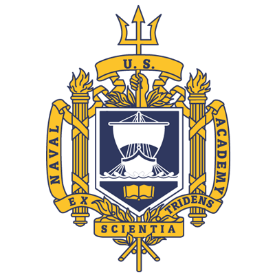 U. S.
NAVAL
ACADEMY
EX
SCIENTIA
TRIDENS